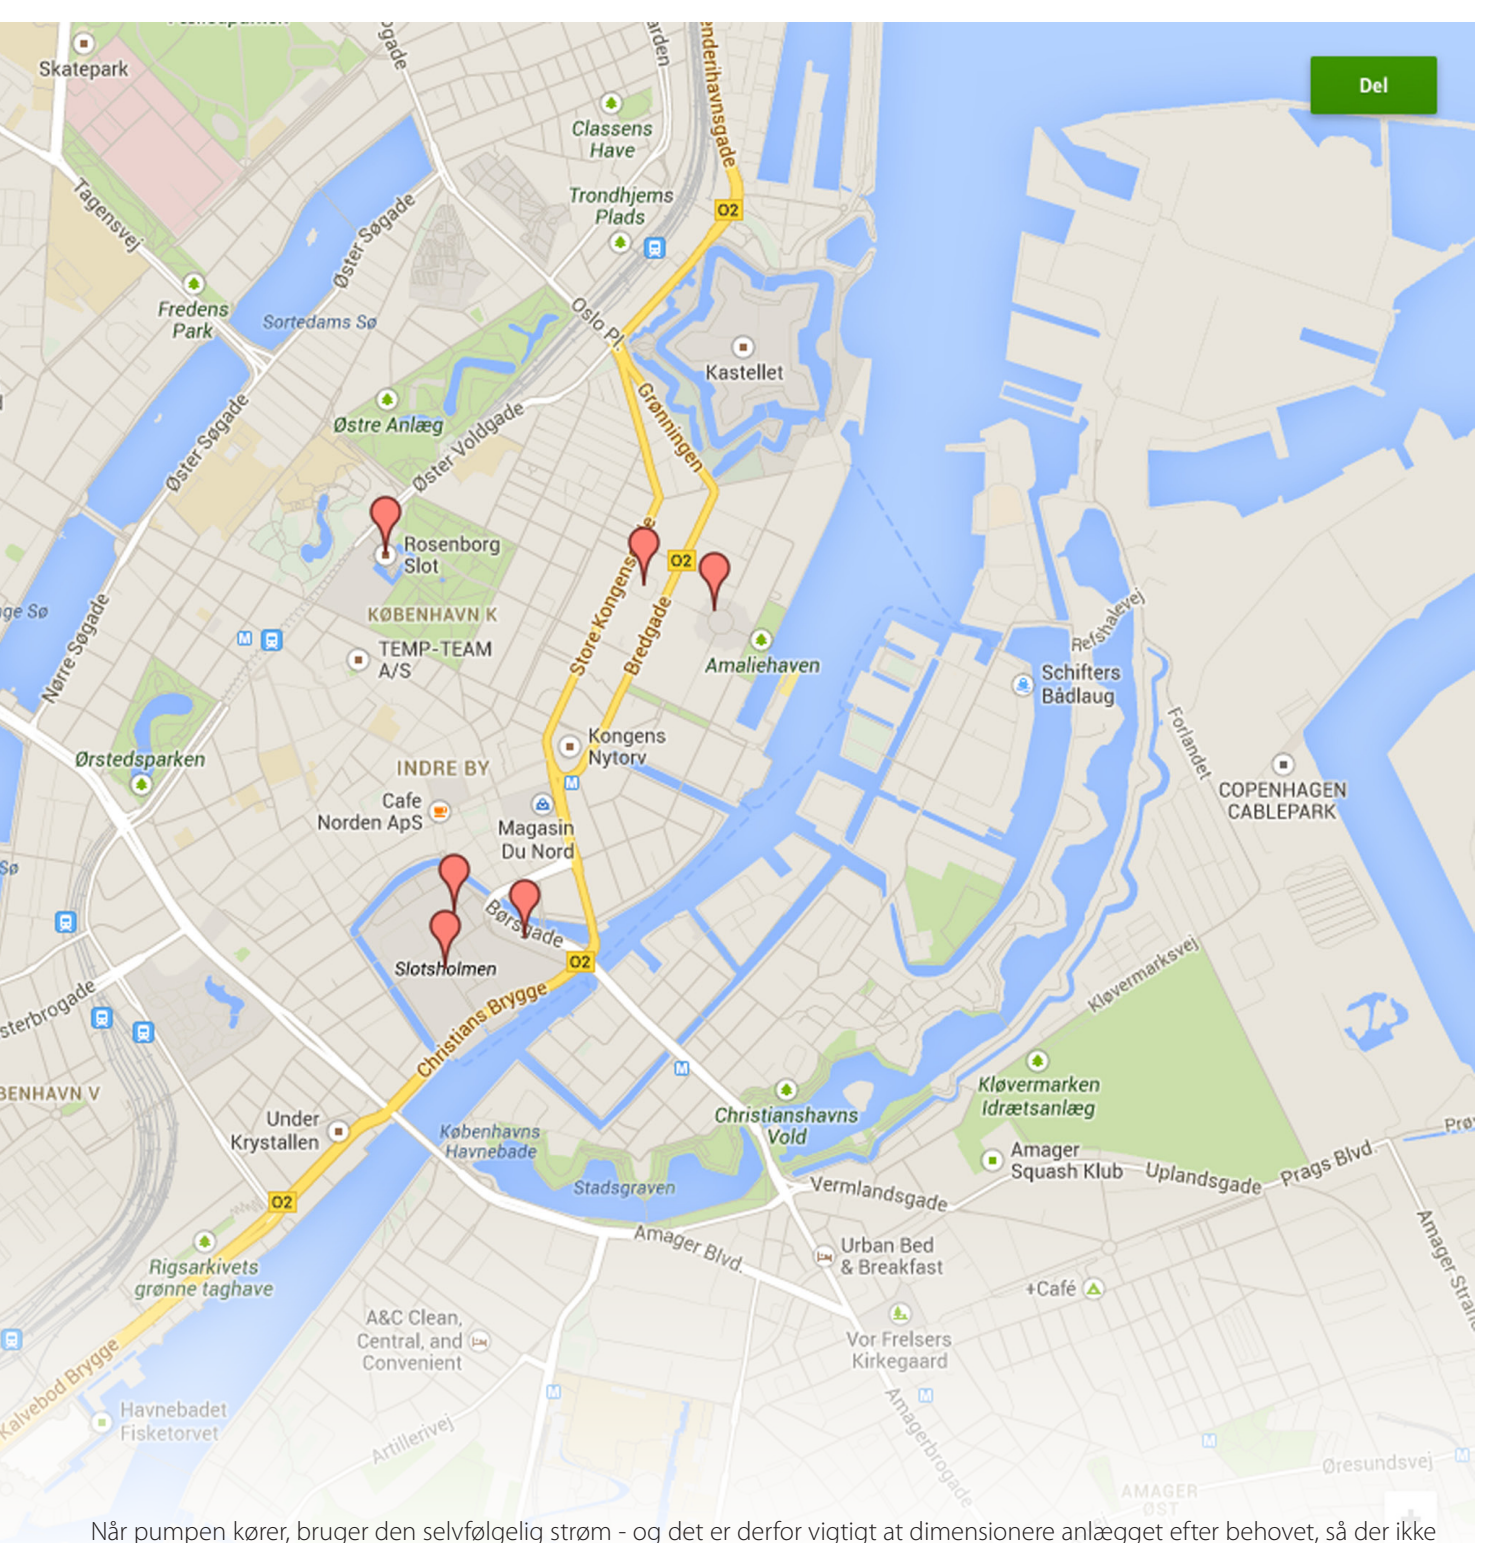 Skatepark
Del
Classens
Have
Trondhjems
Plads
O2
Tagensvej
Øster Søgade
Fredens
Park
Sortedams Sø
Oslo Pl.
Kastellet
Grønningen
Østre Anlæg
Øster Voldgade
Øster Søgade
Rosenborg
Slot
O2
KØBENHAVN K
Store Kongens
Bredgade
Nørre Søgade
M
TEMP-TEAM
A/S
Amaliehaven
Refshalevej
Schifters
Bådlaug
Forlandet
Kongens
Nytorv
Ørstedsparken
INDRE BY
M
COPENHAGEN
CABLEPARK
Cafe
Norden ApS
Magasin
Du Nord
Børsgade
Slotsholmen
O2
Christians Brygge
Kløvermarksvej
sterbrogade
M
Kløvermarken
Idrætsanlæg
BENHAVN V
Under
Krystallen
Københavns
Havnebade
Christianshavns
Vold
Stadsgraven
Amager
Squash Klub
Uplandsgade
Prags Blvd.
Vermlandsgade
O2
Amager Blvd.
Urban Bed
& Breakfast
Rigsarkivets
grønne taghave
+Café
A&C Clean,
Central, and
Convenient
Vor Frelsers
Kirkegaard
Kalvebod Brygge
M
M
Havnebadet
Fisketorvet
Artillerivej
Amagerbrogade
M
M
Øresundsvej
AMAGER
ØST
Når pumpen kører, bruger den selvfølgelig strøm - og det er derfor vigtigt at dimensionere anlægget efter behovet, så der ikke